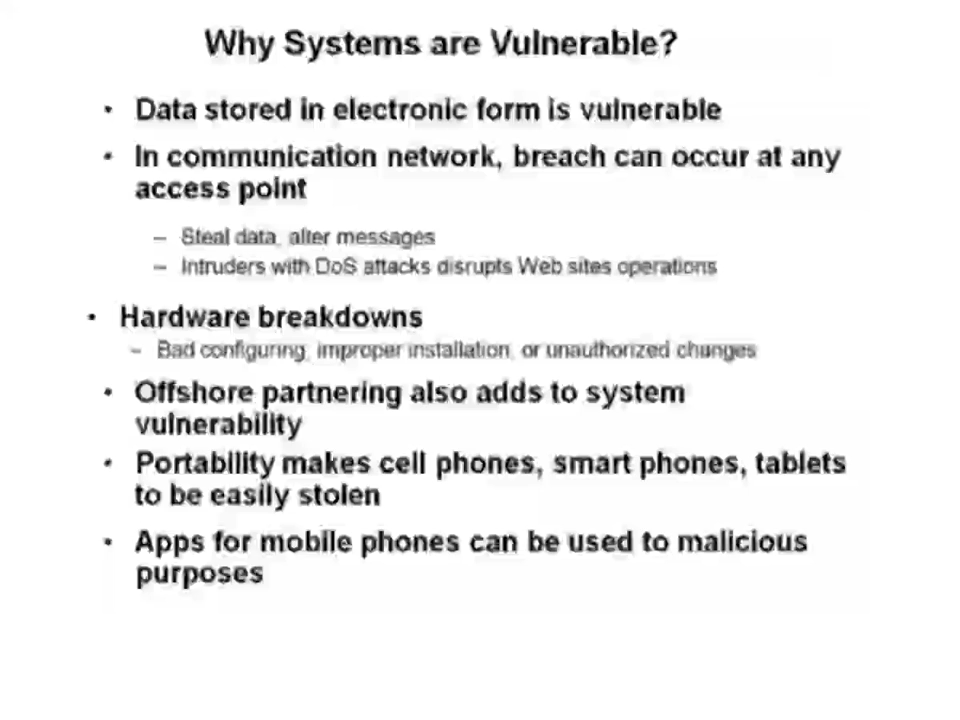 Why Systems are Vulnerable?
• Data stored in electronic form is vulnerable
• In communication network, breach can occur at any
access point
– Steal data, alter messages
– Intruders with DoS attacks disrupts Web sites operations
• Hardware breakdowns
– Bad configuring, improper installation, or unauthorized changes
• Offshore partnering also adds to system
vulnerability
• Portability makes cell phones, smart phones, tablets
to be easily stolen
• Apps for mobile phones can be used to malicious
purposes